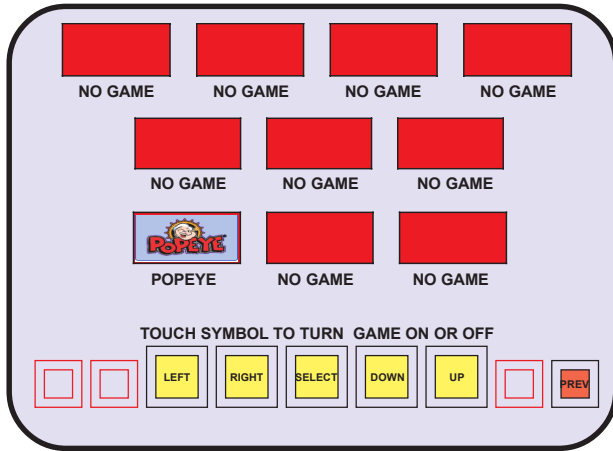 NO GAME NO GAME NO GAME NO GAME
NO GAME NO GAME NO GAME
POPEYE
POPEYE NO GAME NO GAME
TOUCH SYMBOL TO TURN GAME ON OR OFF
LEFT RIGHT SELECT DOWN UP PREV